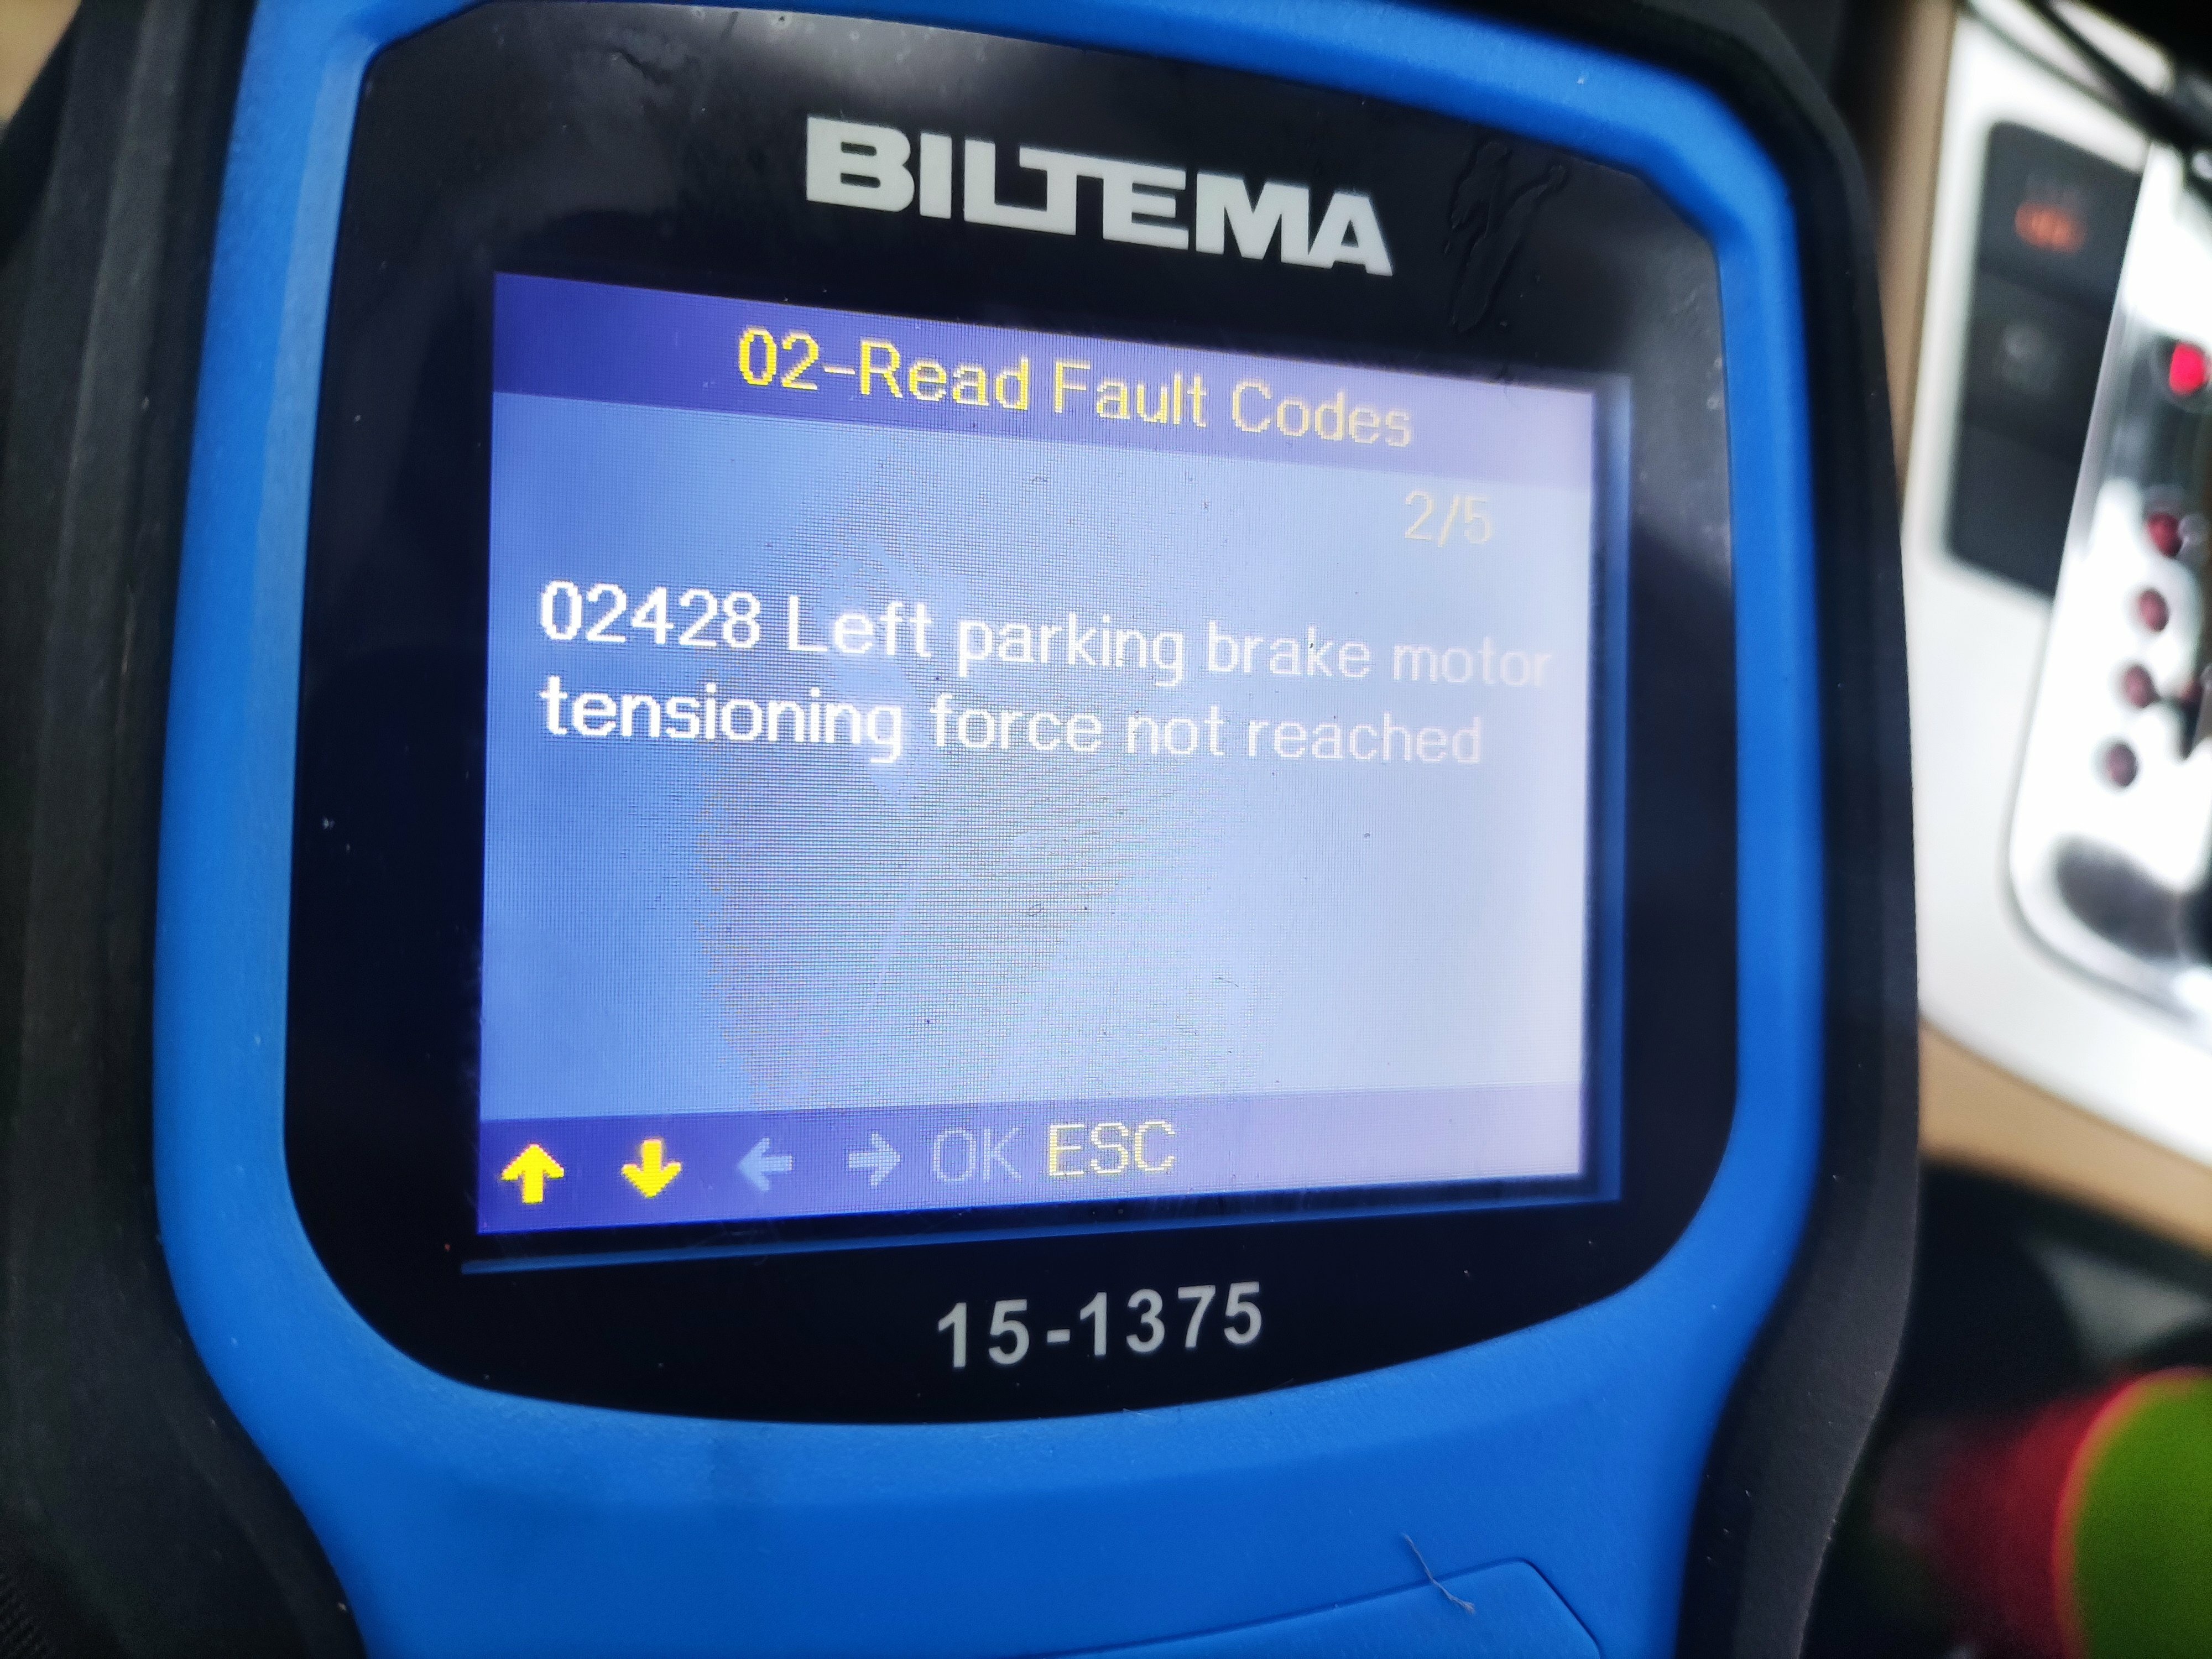 BILTEMA
02-Read Fault Codes
2/5
02428 Left parking brake motor
tensioning force not reached
OK ESC
15-1375